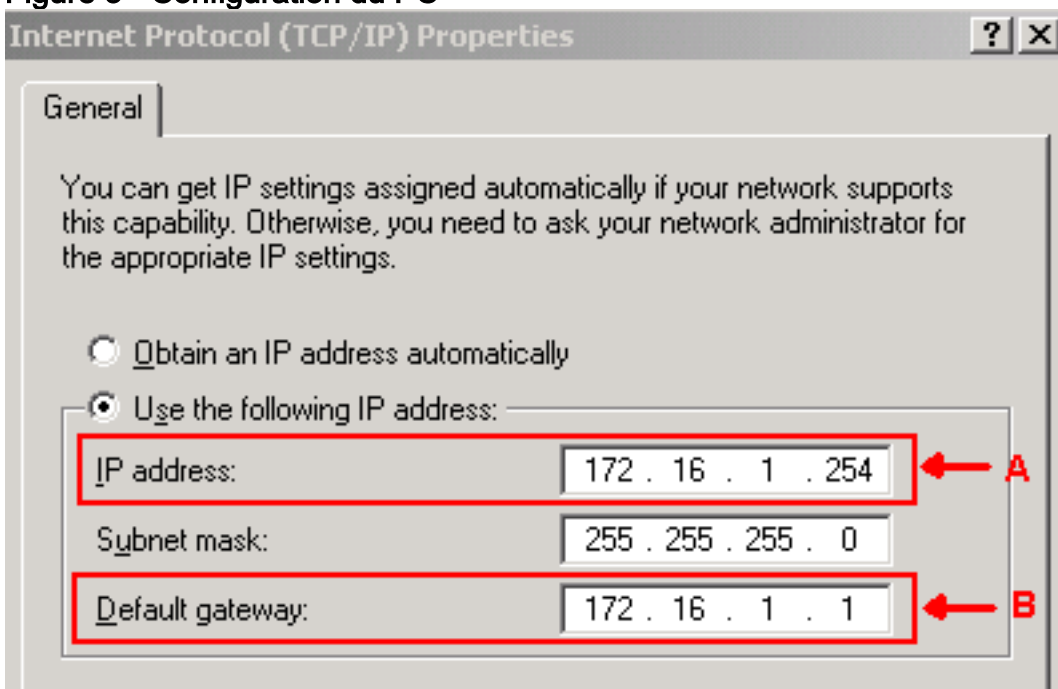 Internet Protocol (TCP/IP) Properties
General
You can get IP settings assigned automatically if your network supports
this capability. Otherwise, you need to ask your network administrator for
the appropriate IP settings.
Obtain an IP address automatically
Use the following IP address:
IP address: 172 . 16 . 1 . 254 A
Subnet mask: 255 . 255 . 255 . 0
Default gateway: 172 . 16 . 1 . 1 B